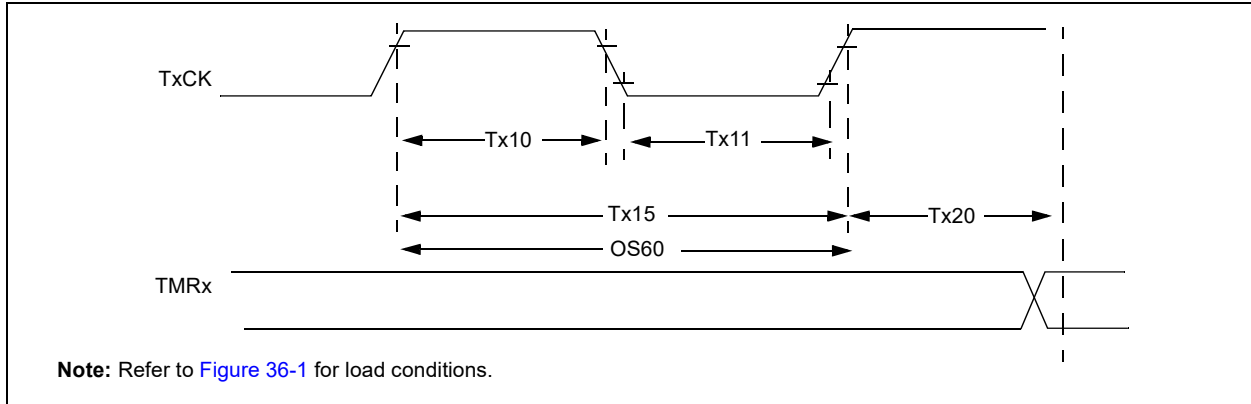 TxCK
Tx10
Tx11
Tx15
Tx20
OS60
TMRx
Note: Refer to Figure 36-1 for load conditions.